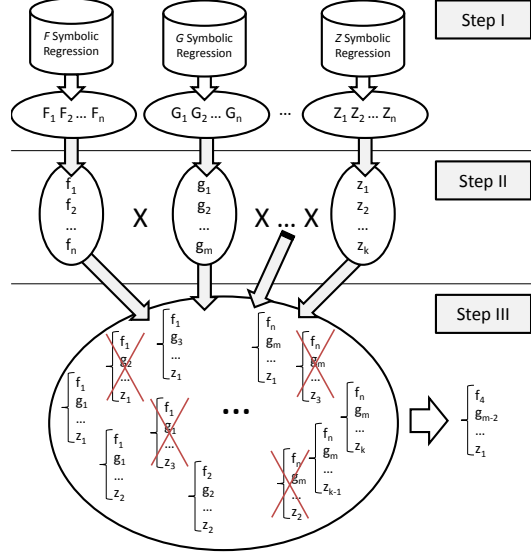 Step I
F Symbolic
Regression
G Symbolic
Regression
Z Symbolic
Regression
F1 F2 ... Fn
G1 G2 ... Gn
...
Z1 Z2 ... Zn
Step II
f1
f2
...
fn
X
g1
g2
...
gm
X ... X
z1
z2
...
zk
Step III
f1
g2
...
z1
f1
g3
...
z1
fn
gm
...
z1
fn
gm
...
z3
f1
g1
...
z1
f1
g1
...
z3
...
fn
gm
...
zk
f1
g1
...
z2
f2
g2
...
z2
fn
gm
...
z2
fn
gm
...
zk-1
f4
gm-2
...
z1